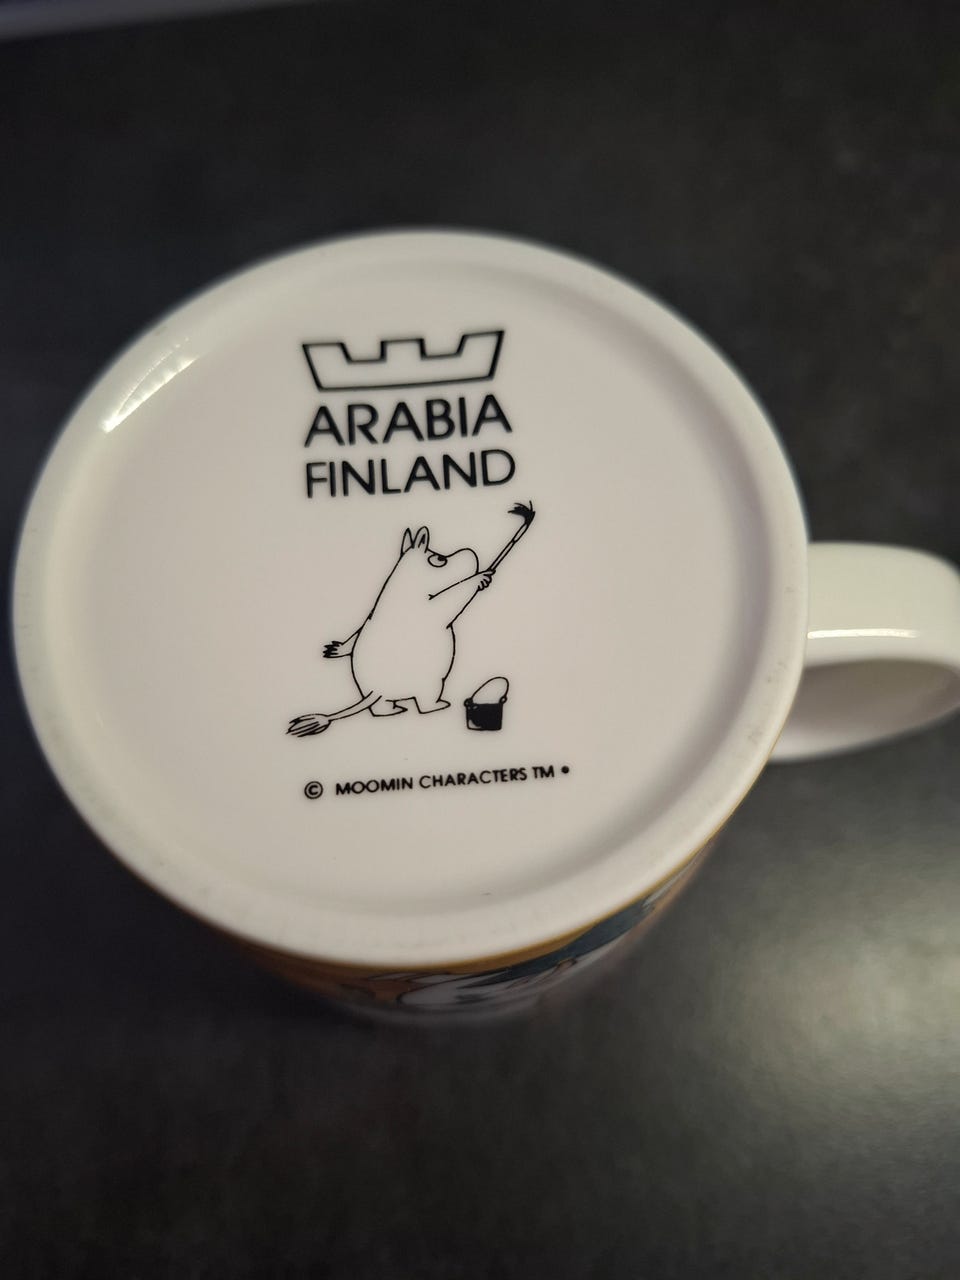 ARABIA
FINLAND
© MOOMIN CHARACTERS TM •